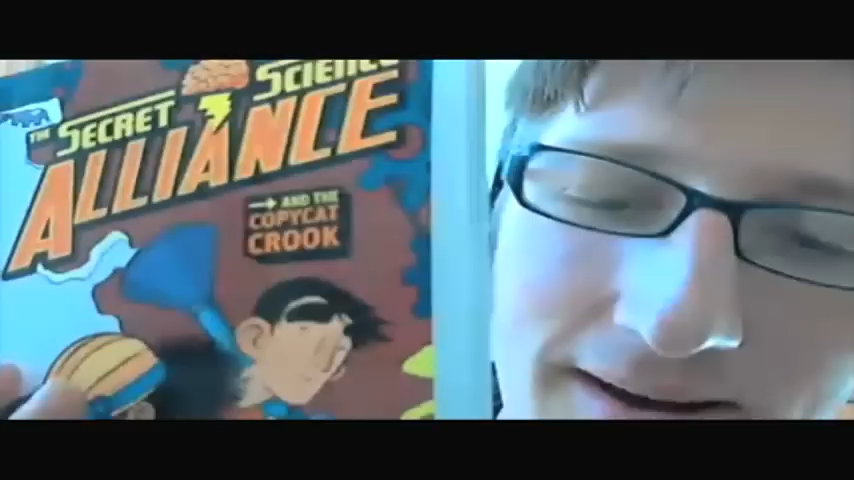 THE SECRET SCIENCE
ALLIANCE
AND THE
COPYCAT
CROOK